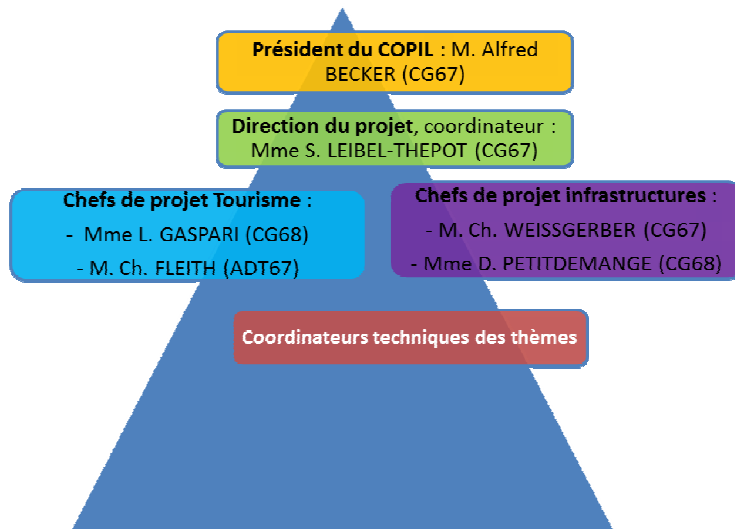 Président du COPIL : M. Alfred
BECKER (CG67)
Direction du projet, coordinateur :
Mme S. LEIBEL-THEPOT (CG67)
Chefs de projet Tourisme :
- Mme L. GASPARI (CG68)
- M. Ch. FLEITH (ADT67)
Chefs de projet infrastructures :
- M. Ch. WEISSGERBER (CG67)
- Mme D. PETITDEMANGE (CG68)
Coordinateurs techniques des thèmes